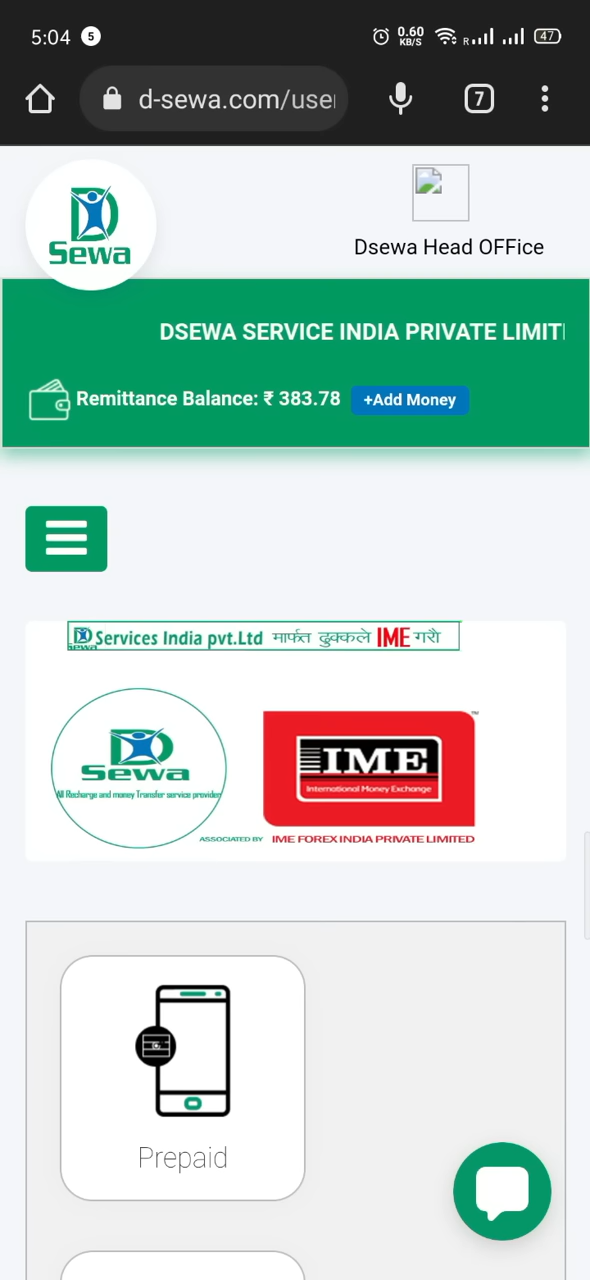 5:04 5 0.60 KB/S R 47
d-sewa.com/use
7
D
Sewa
Dsewa Head OFFice
DSEWA SERVICE INDIA PRIVATE LIMIT
Remittance Balance: ₹ 383.78 +Add Money
D Sewa Services India pvt.Ltd मार्फत ढुक्कले IME गरौ
D
Sewa
All Recharge and money Transfer service provider
IME
International Money Exchange
TM
ASSOCIATED BY IME FOREX INDIA PRIVATE LIMITED
Prepaid